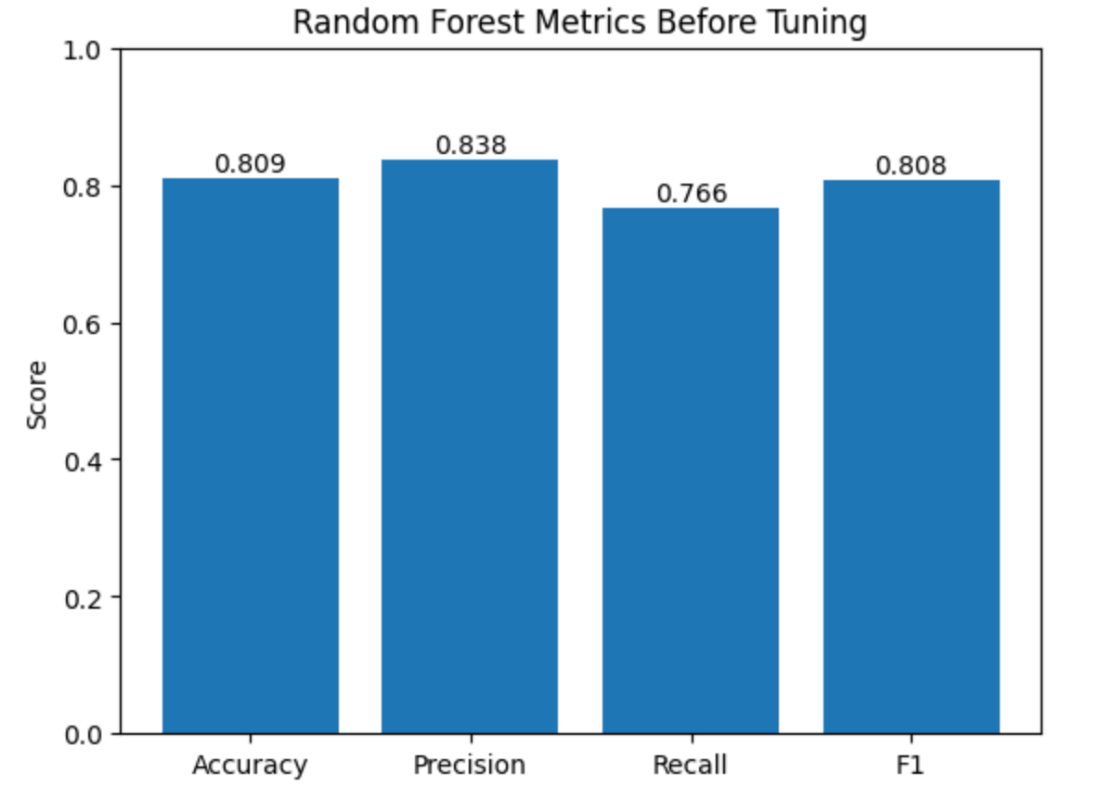 Random Forest Metrics Before Tuning
1.0
0.8
0.6
0.4
0.2
0.0
Score
0.809
0.838
0.766
0.808
Accuracy
Precision
Recall
F1